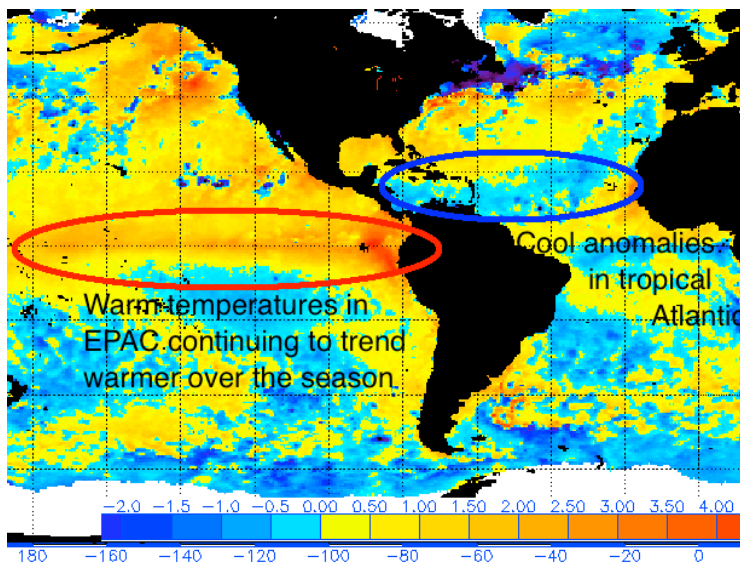 Cool anomalies
in tropical
Atlantic
Warm temperatures in
EPAC continuing to trend
warmer over the season
-2.0 -1.5 -1.0 -0.5 0.00 0.50 1.00 1.50 2.00 2.50 3.00 3.50 4.00
180 -160 -140 -120 -100 -80 -60 -40 -20 0